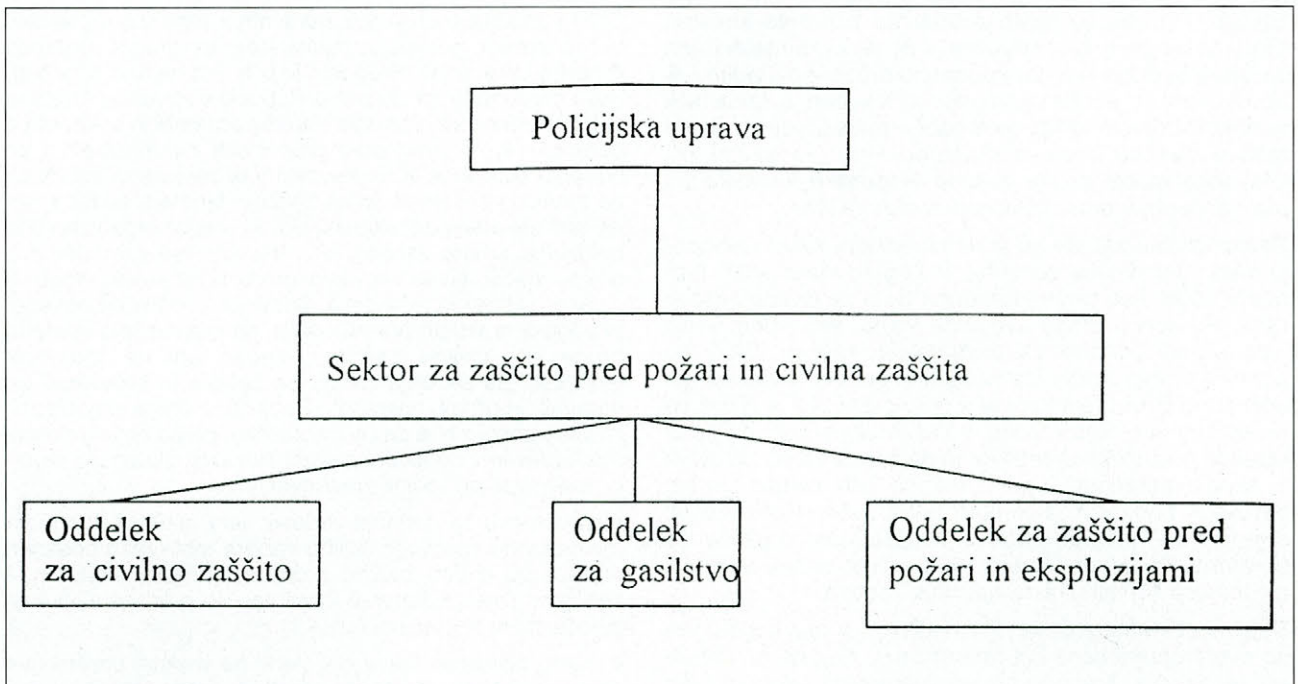 Policijska uprava
Sektor za zaščito pred požari in civilna zaščita
Oddelek
za civilno zaščito
Oddelek
za gasilstvo
Oddelek za zaščito pred
požari in eksplozijami